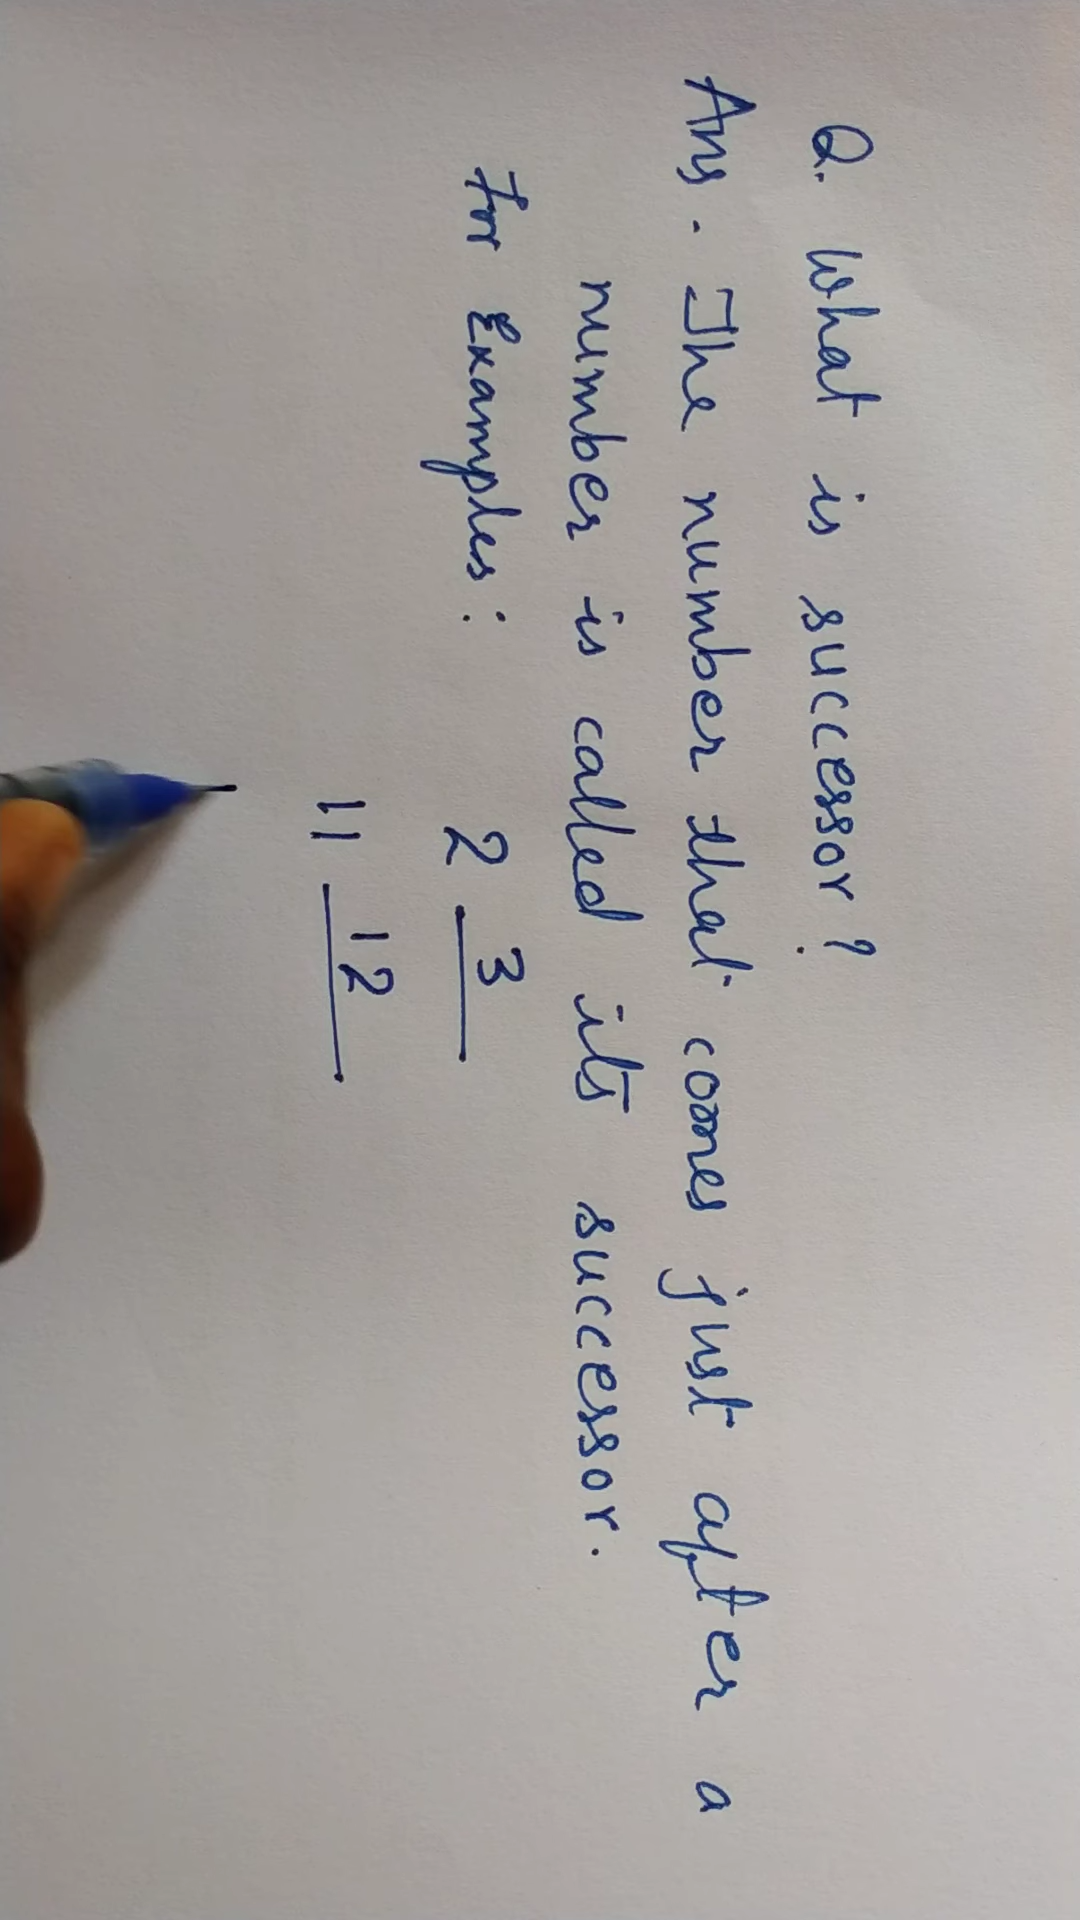 Q. What is successor?
Ans. The number that comes just after a
number is called its successor.
For Examples: 2 3
11 12